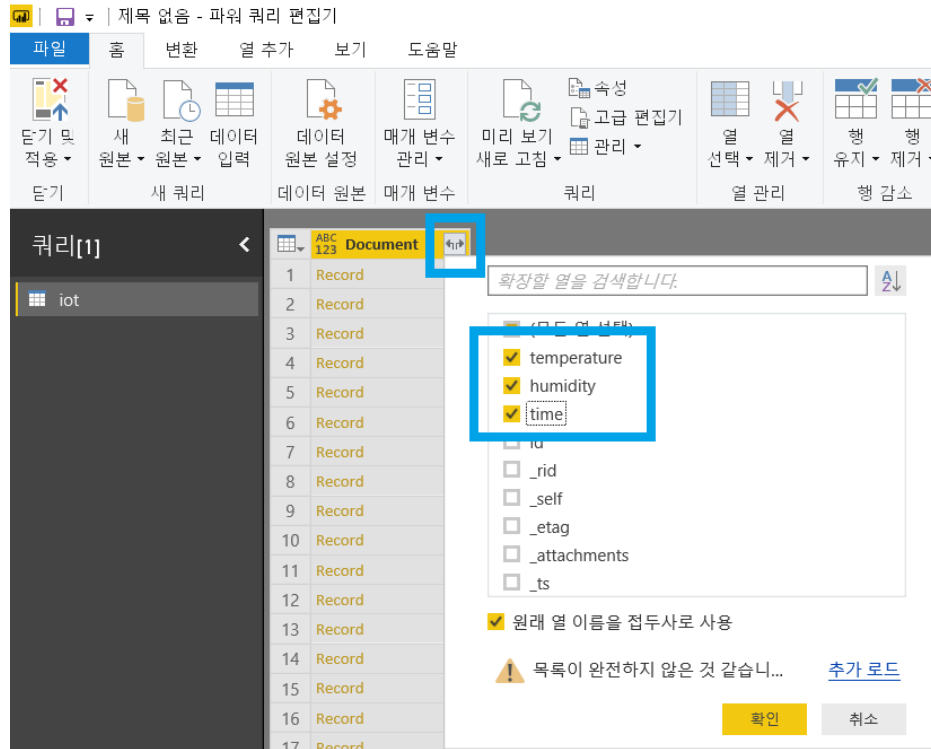 제목 없음 - 파워 쿼리 편집기
파일 홈 변환 열 추가 보기 도움말
닫기 및 적용
새 원본
최근 원본
데이터 입력
데이터 원본 설정
매개 변수 관리
미리 보기 새로 고침
속성
고급 편집기
관리
열 선택
열 제거
행 유지
행 제거
닫기 새 쿼리 데이터 원본 매개 변수 쿼리 열 관리 행 감소
쿼리[1]
iot
ABC 123 Document
1 Record
2 Record
3 Record
4 Record
5 Record
6 Record
7 Record
8 Record
9 Record
10 Record
11 Record
12 Record
13 Record
14 Record
15 Record
16 Record
17 Record
확장할 열을 검색합니다.
A
Z
(모든 열 선택)
temperature
humidity
time
id
_rid
_self
_etag
_attachments
_ts
원래 열 이름을 접두사로 사용
목록이 완전하지 않은 것 같습니... 추가 로드
확인 취소